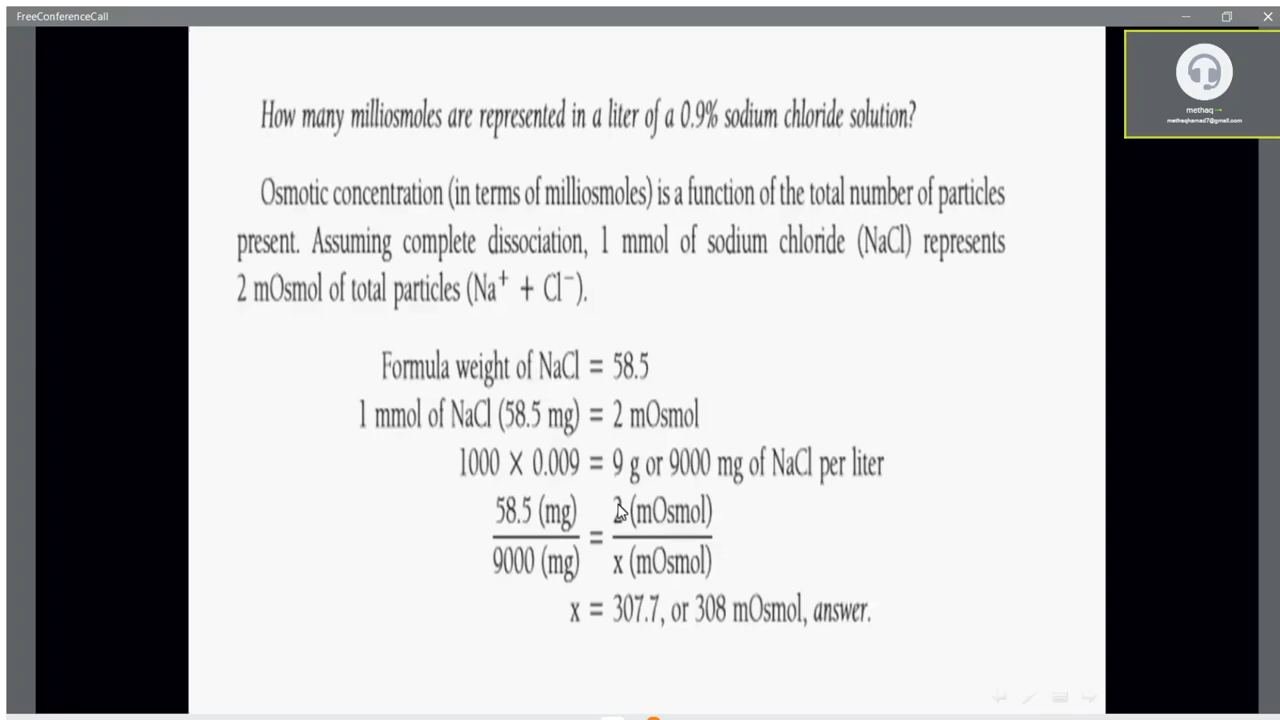 FreeConferenceCall
methaq
methaqhamad7@gmail.com
How many milliosmoles are represented in a liter of a 0.9% sodium chloride solution?
Osmotic concentration (in terms of milliosmoles) is a function of the total number of particles
present. Assuming complete dissociation, 1 mmol of sodium chloride (NaCl) represents
2 mOsmol of total particles (Na⁺ + Cl⁻).
Formula weight of NaCl = 58.5
1 mmol of NaCl (58.5 mg) = 2 mOsmol
1000 × 0.009 = 9 g or 9000 mg of NaCl per liter
58.5 (mg) = 2 (mOsmol)
9000 (mg) x (mOsmol)
x = 307.7, or 308 mOsmol, answer.